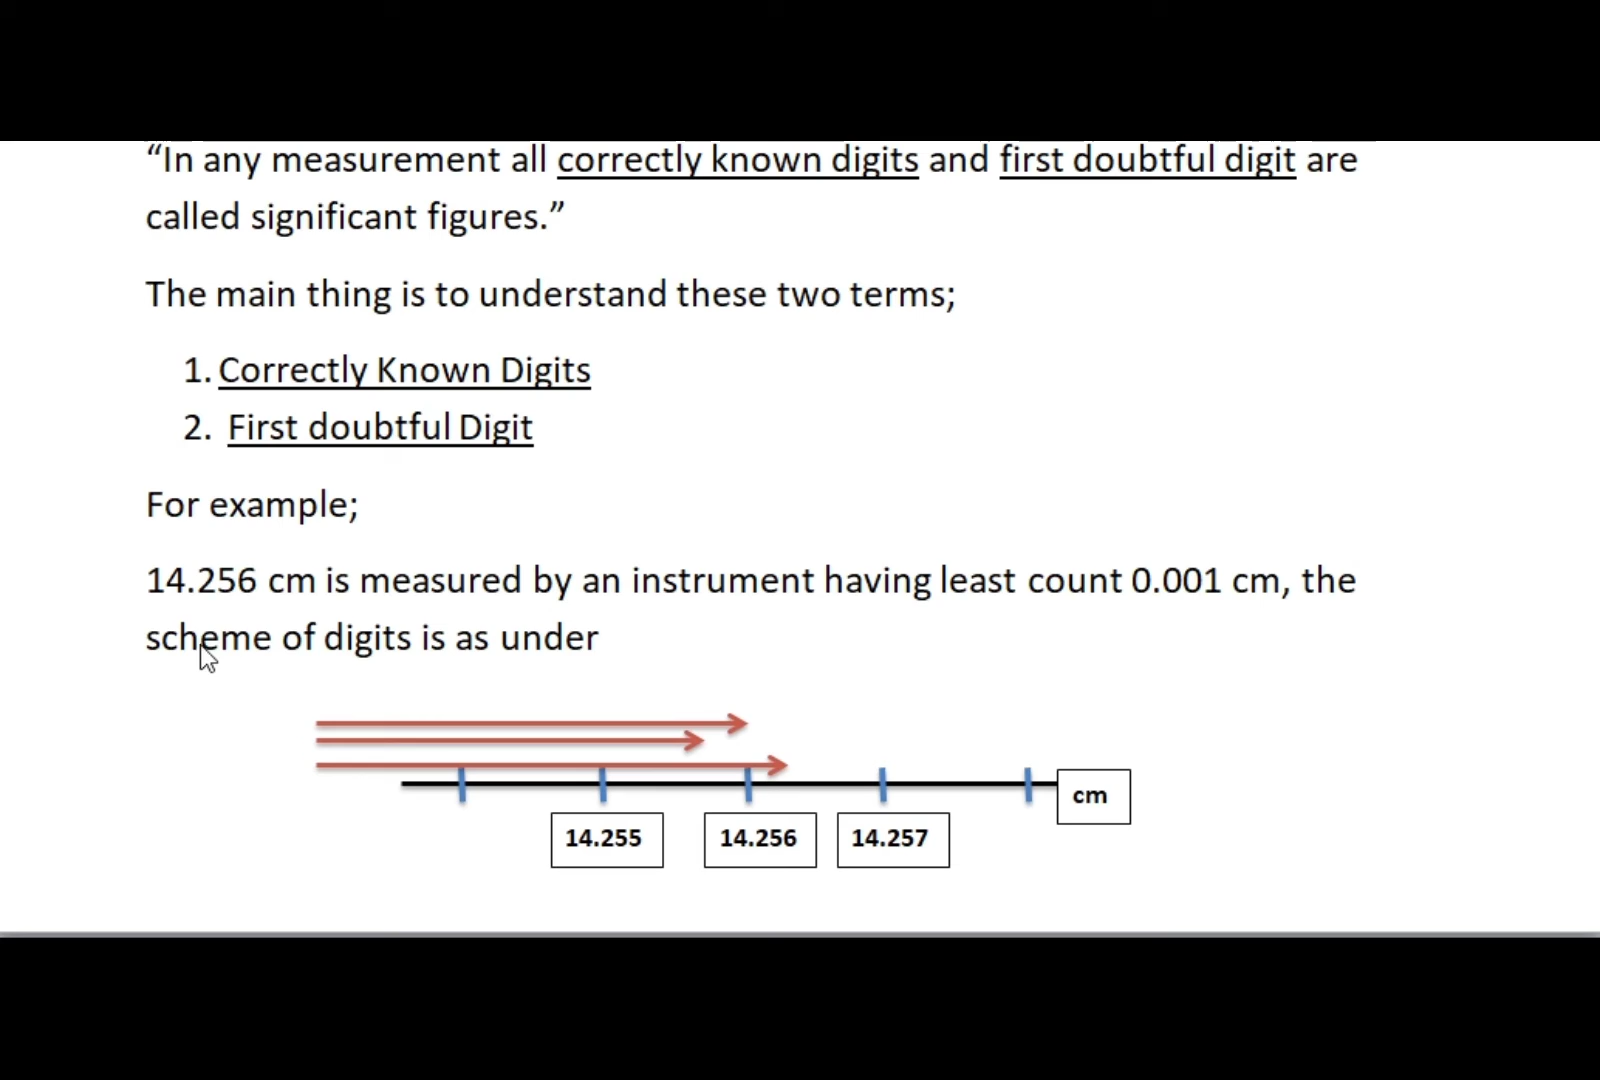 “In any measurement all correctly known digits and first doubtful digit are
called significant figures.”
The main thing is to understand these two terms;
1. Correctly Known Digits
2. First doubtful Digit
For example;
14.256 cm is measured by an instrument having least count 0.001 cm, the
scheme of digits is as under
cm
14.255 14.256 14.257